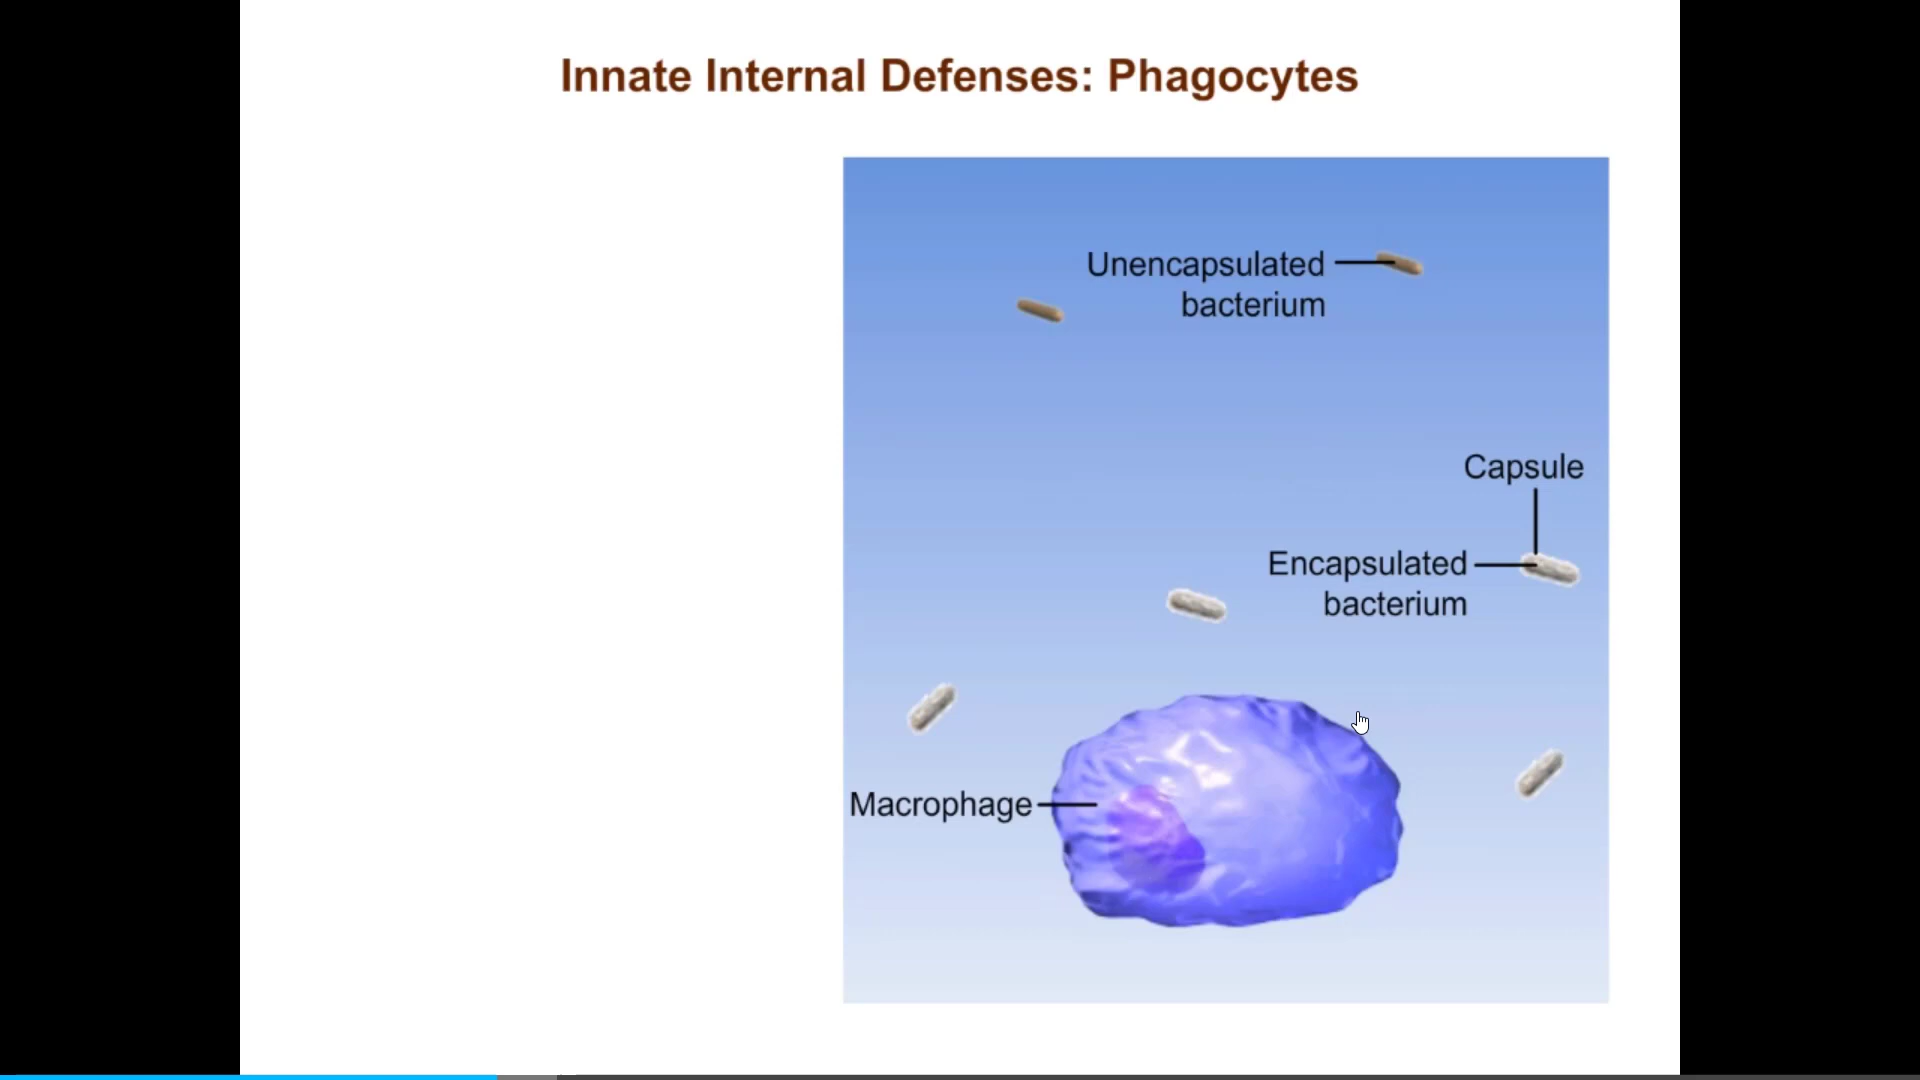 Innate Internal Defenses: Phagocytes
Unencapsulated
bacterium
Capsule
Encapsulated
bacterium
Macrophage